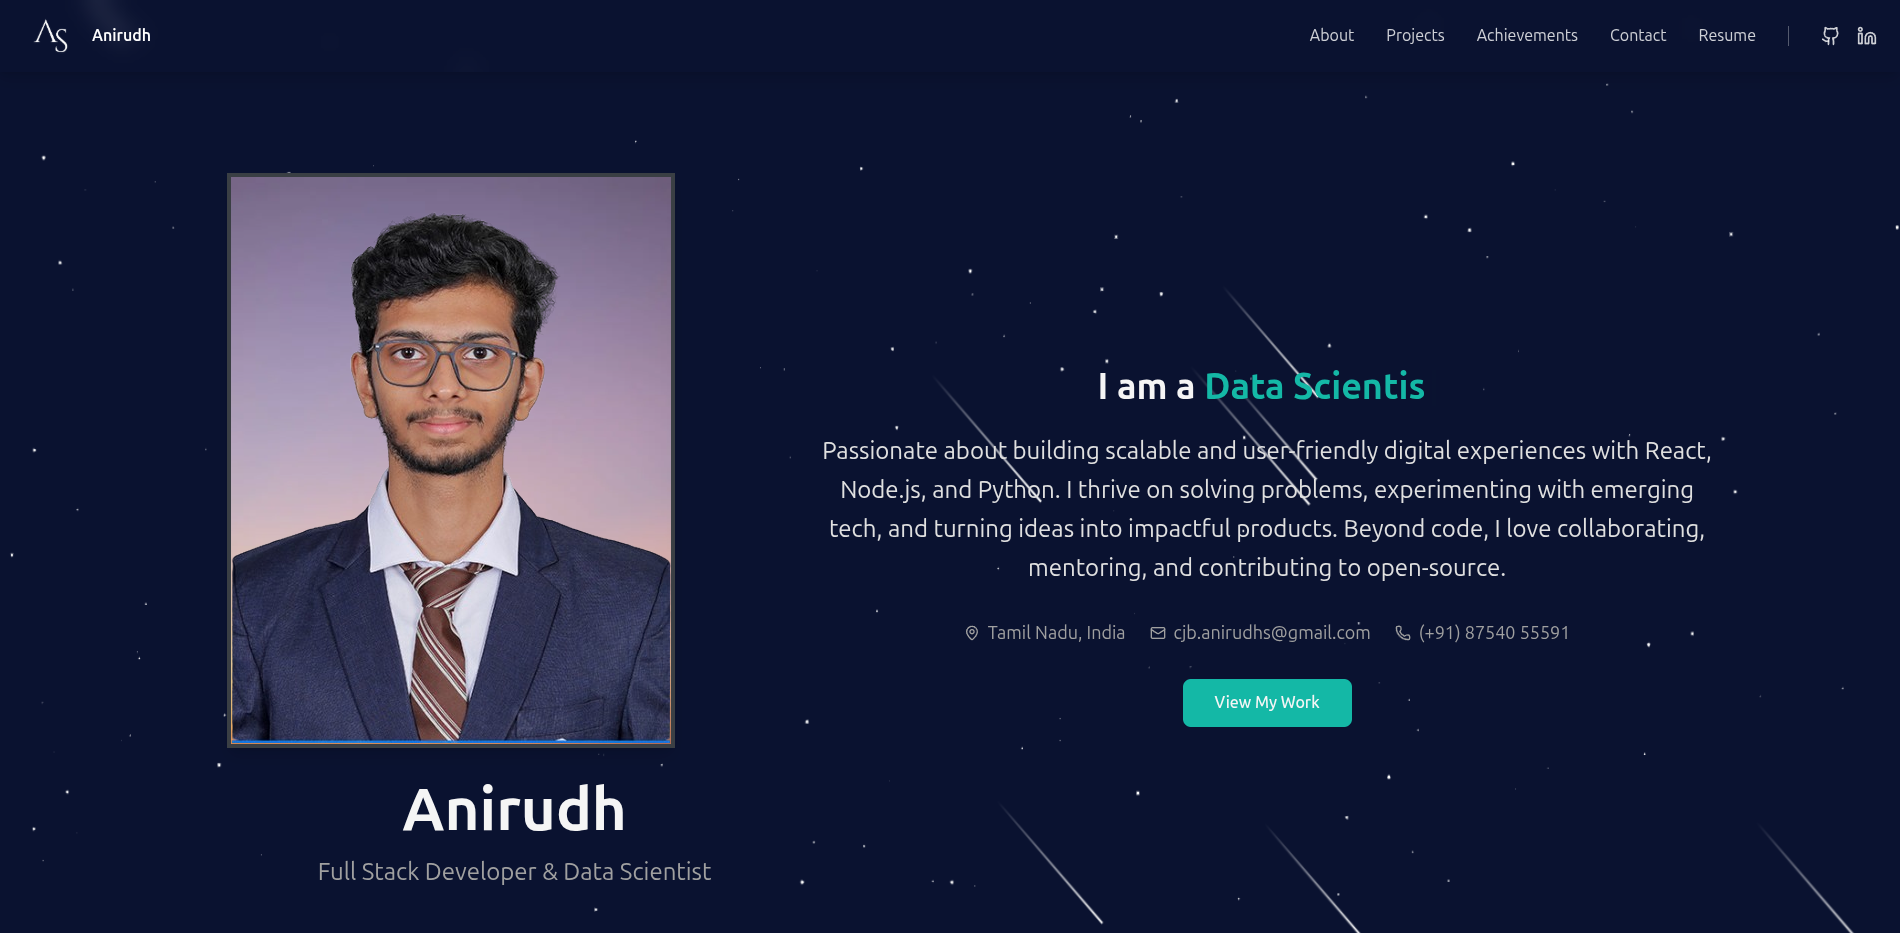 AS
Anirudh
About
Projects
Achievements
Contact
Resume
I am a Data Scientis
Passionate about building scalable and user-friendly digital experiences with React,
Node.js, and Python. I thrive on solving problems, experimenting with emerging
tech, and turning ideas into impactful products. Beyond code, I love collaborating,
mentoring, and contributing to open-source.
Tamil Nadu, India
cjb.anirudhs@gmail.com
(+91) 87540 55591
View My Work
Anirudh
Full Stack Developer & Data Scientist